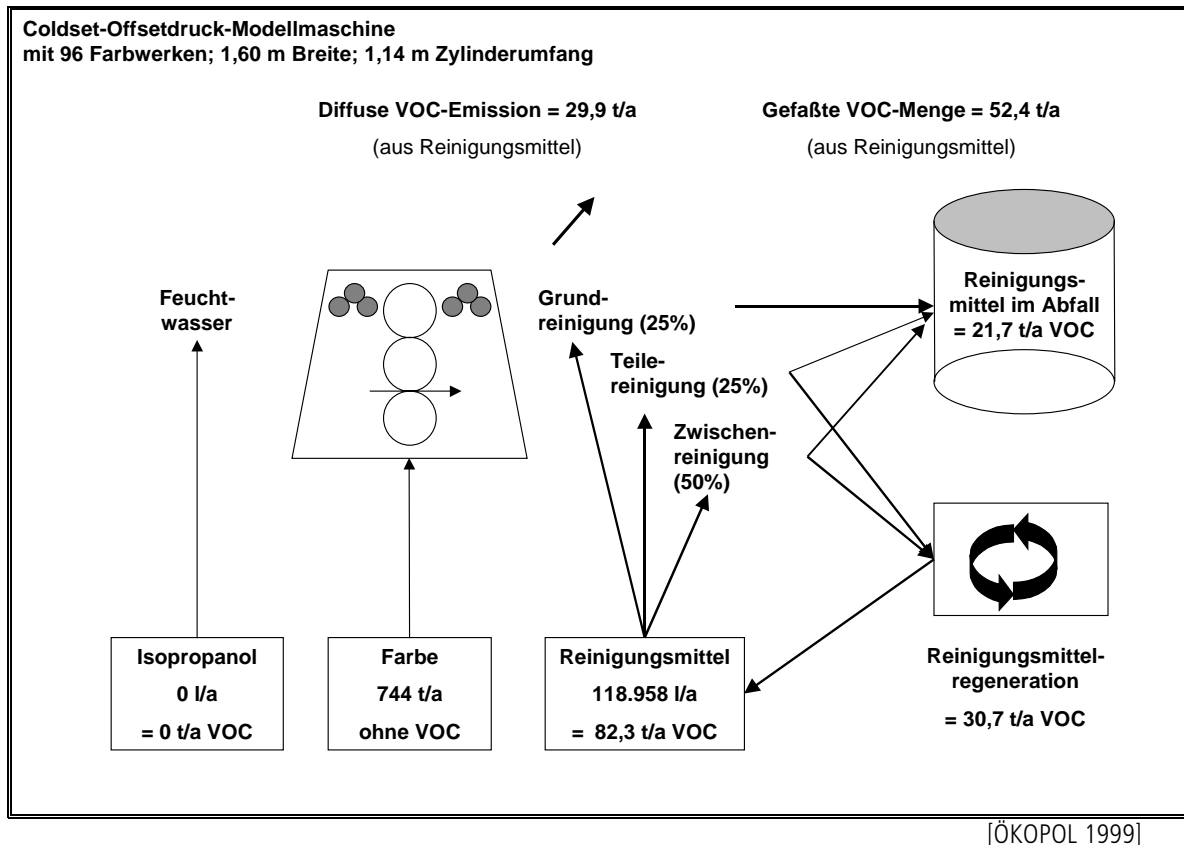 Coldset-Offsetdruck-Modellmaschine
mit 96 Farbwerken; 1,60 m Breite; 1,14 m Zylinderumfang
Diffuse VOC-Emission = 29,9 t/a
(aus Reinigungsmittel)
Gefaßte VOC-Menge = 52,4 t/a
(aus Reinigungsmittel)
Feucht-
wasser
Grund-
reinigung (25%)
Teile-
reinigung (25%)
Zwischen-
reinigung
(50%)
Reinigungs-
mittel im Abfall
= 21,7 t/a VOC
Isopropanol
0 l/a
= 0 t/a VOC
Farbe
744 t/a
ohne VOC
Reinigungsmittel
118.958 l/a
= 82,3 t/a VOC
Reinigungsmittel-
regeneration
= 30,7 t/a VOC
[ÖKOPOL 1999]